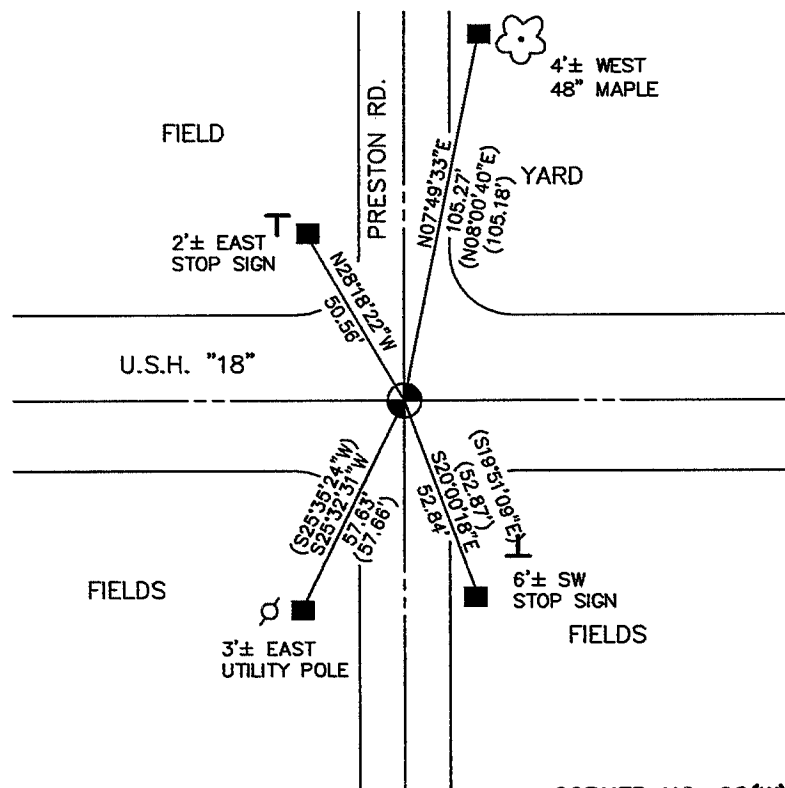 4'± WEST
48" MAPLE
PRESTON RD.
FIELD
YARD
N07°49'33"E
105.27'
(N08°00'40"E)
(105.18')
2'± EAST
STOP SIGN
N28°18'22"W
50.56'
U.S.H. "18"
(S25°35'24"W)
S25°32'31"W
57.63'
(57.66')
(S19°51'09"E)
(52.87')
S20°00'18"E
52.84'
FIELDS
6'± SW
STOP SIGN
FIELDS
3'± EAST
UTILITY POLE